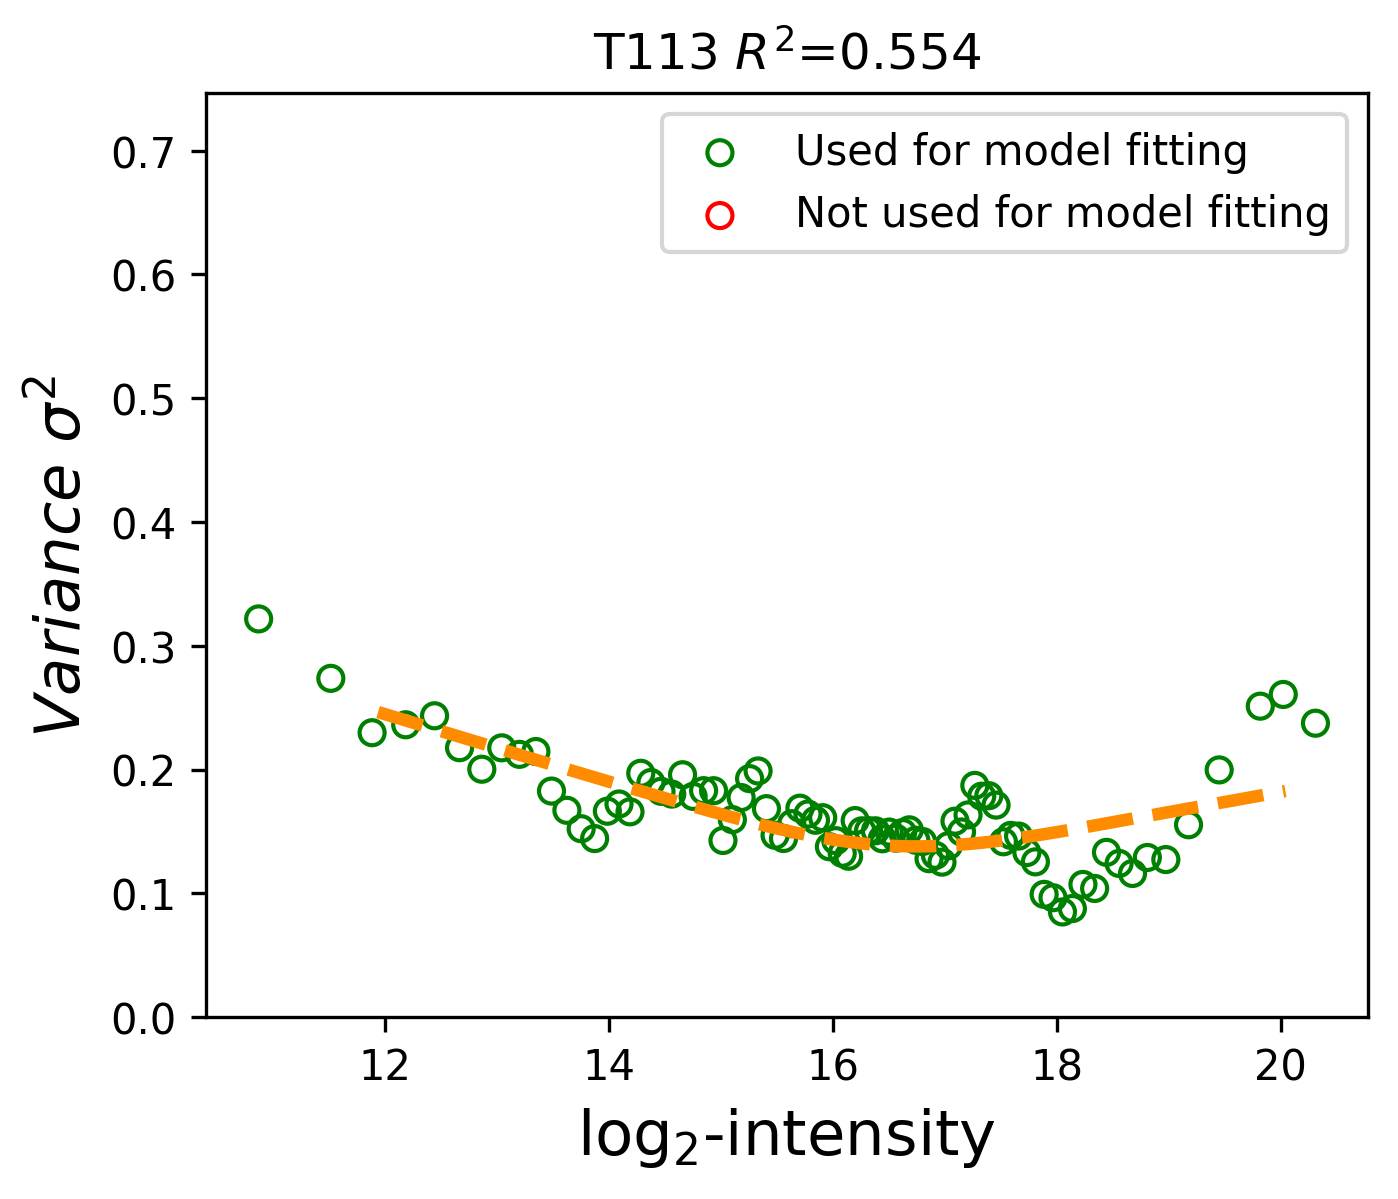 T113 R²=0.554
Used for model fitting
Not used for model fitting
Variance σ²
0.7
0.6
0.5
0.4
0.3
0.2
0.1
0.0
12 14 16 18 20
log₂-intensity